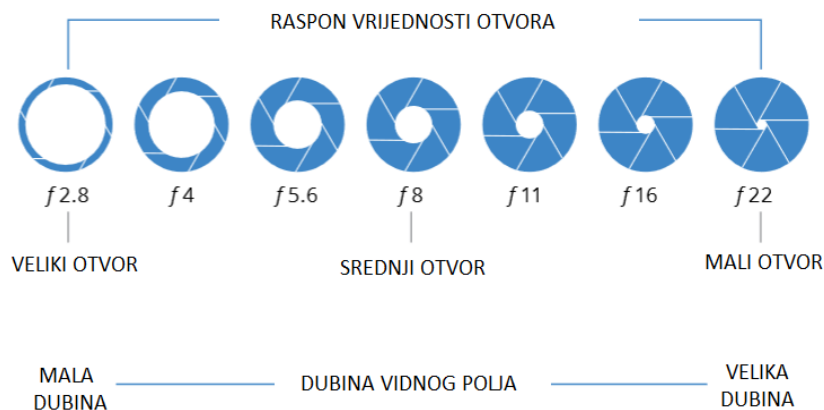 RASPON VRIJEDNOSTI OTVORA
ƒ2.8 ƒ4 ƒ5.6 ƒ8 ƒ11 ƒ16 ƒ22
VELIKI OTVOR SREDNJI OTVOR MALI OTVOR
MALA DUBINA DUBINA VIDNOG POLJA VELIKA DUBINA